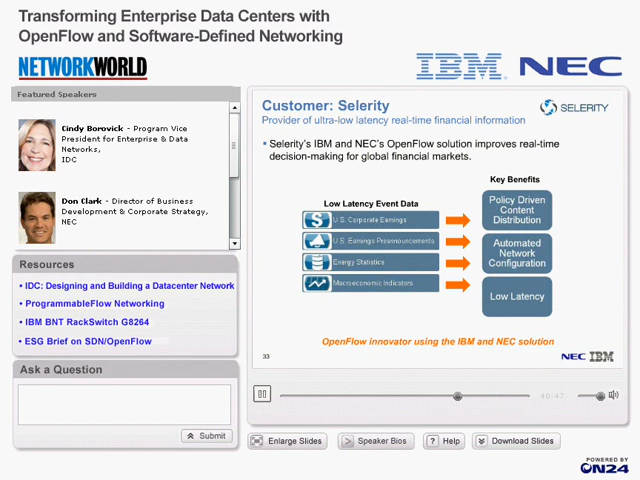 Transforming Enterprise Data Centers with
OpenFlow and Software-Defined Networking
NETWORKWORLD
IBM
NEC
Featured Speakers
Cindy Borovick - Program Vice
President for Enterprise & Data
Networks,
IDC
Don Clark - Director of Business
Development & Corporate Strategy,
NEC
Resources
• IDC: Designing and Building a Datacenter Network
• ProgrammableFlow Networking
• IBM BNT RackSwitch G8264
• ESG Brief on SDN/OpenFlow
Ask a Question
Submit
Customer: Selerity
SELERITY
Provider of ultra-low latency real-time financial information
• Selerity's IBM and NEC's OpenFlow solution improves real-time
decision-making for global financial markets.
Low Latency Event Data
$ U.S. Corporate Earnings
U.S. Earnings Preannouncements
Energy Statistics
Macroeconomic Indicators
Key Benefits
Policy Driven
Content
Distribution
Automated
Network
Configuration
Low Latency
OpenFlow innovator using the IBM and NEC solution
33
NEC IBM
40:47
Enlarge Slides
Speaker Bios
? Help
Download Slides
POWERED BY
ON24